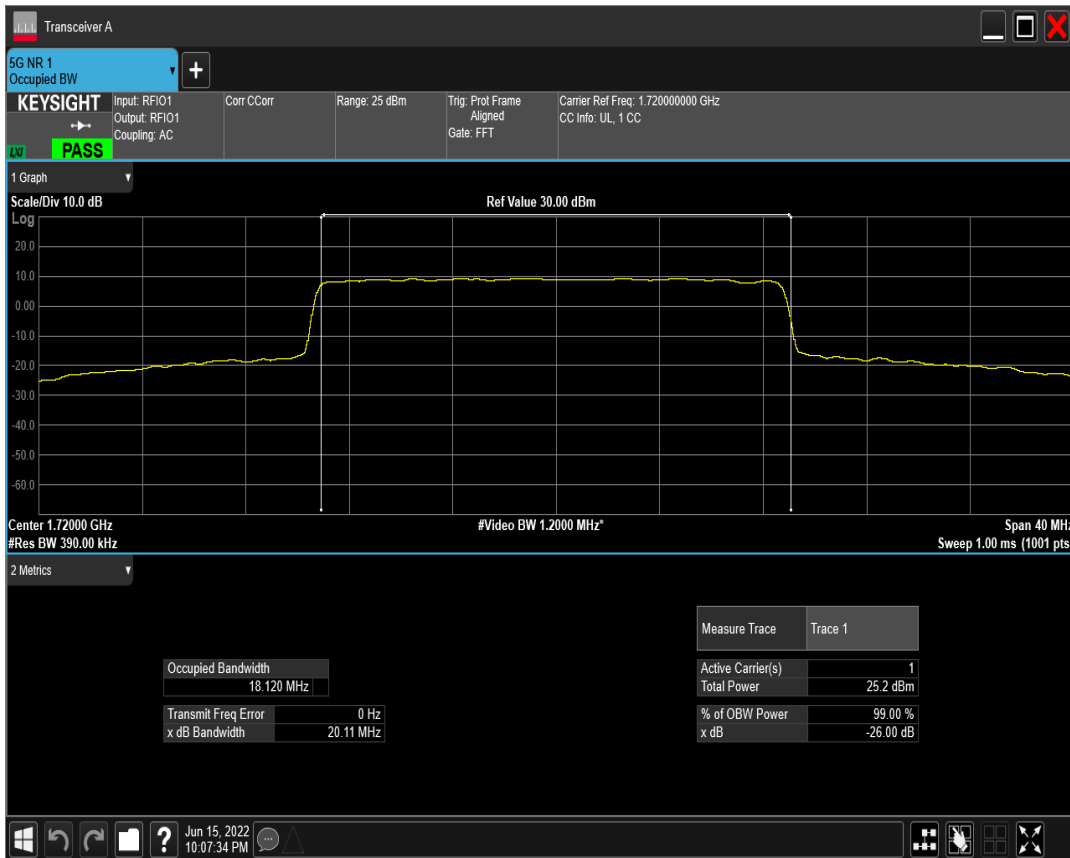 Transceiver A
5G NR 1
Occupied BW
KEYSIGHT
LXI
PASS
Input: RFIO1
Output: RFIO1
Coupling: AC
Corr CCorr
Range: 25 dBm
Trig: Prot Frame
Aligned
Gate: FFT
Carrier Ref Freq: 1.720000000 GHz
CC Info: UL, 1 CC
1 Graph
Scale/Div 10.0 dB
Ref Value 30.00 dBm
Log
20.0
10.0
0.00
-10.0
-20.0
-30.0
-40.0
-50.0
-60.0
Center 1.72000 GHz
#Video BW 1.2000 MHz*
Span 40 MHz
#Res BW 390.00 kHz
Sweep 1.00 ms (1001 pts
2 Metrics
Measure Trace Trace 1
Occupied Bandwidth
18.120 MHz
Active Carrier(s) 1
Total Power 25.2 dBm
Transmit Freq Error 0 Hz
x dB Bandwidth 20.11 MHz
% of OBW Power 99.00 %
x dB -26.00 dB
Jun 15, 2022
10:07:34 PM